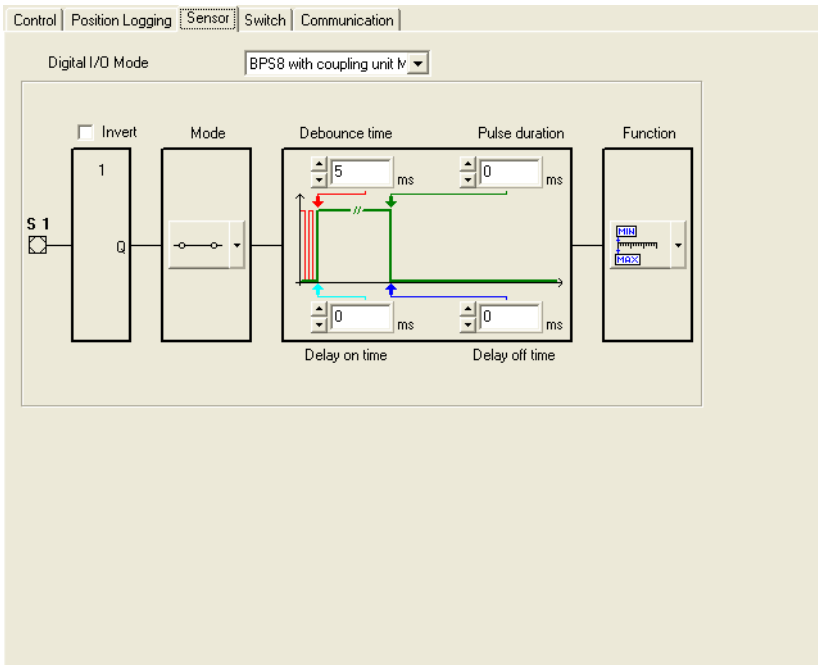 Control Position Logging Sensor Switch Communication
Digital I/O Mode BPS8 with coupling unit M
Invert Mode Debounce time Pulse duration Function
1 5 ms 0 ms
S 1
Q
MIN
MAX
0 ms 0 ms
Delay on time Delay off time